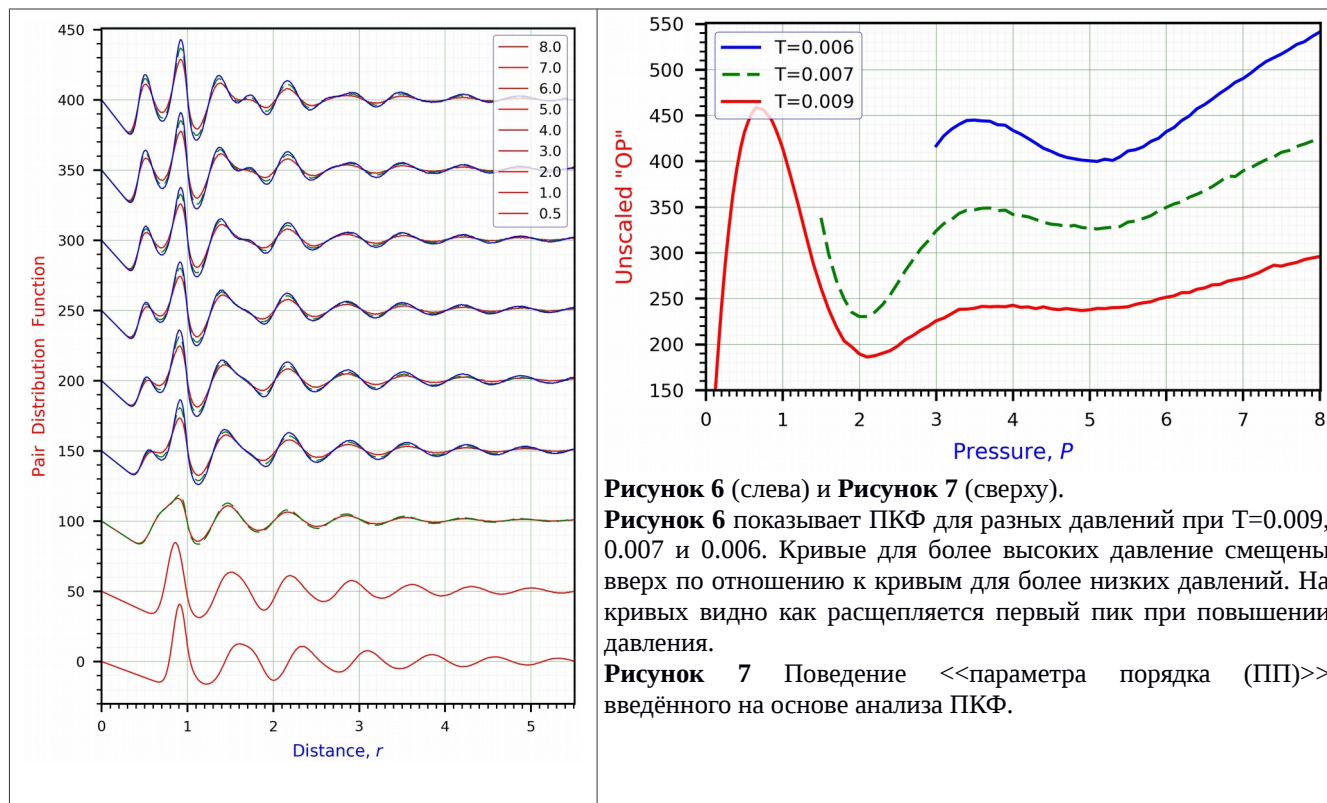 450
400
350
300
250
200
150
100
50
0
0
1
2
3
4
5
Pair Distribution Function
Distance, r
8.0
7.0
6.0
5.0
4.0
3.0
2.0
1.0
0.5
550
500
450
400
350
300
250
200
150
0
1
2
3
4
5
6
7
8
Unscaled "OP"
Pressure, P
T=0.006
T=0.007
T=0.009
Рисунок 6 (слева) и Рисунок 7 (сверху).
Рисунок 6 показывает ПКФ для разных давлений при T=0.009,
0.007 и 0.006. Кривые для более высоких давление смещены
вверх по отношению к кривым для более низких давлений. На
кривых видно как расщепляется первый пик при повышении
давления.
Рисунок 7 Поведение <<параметра порядка (ПП)>>
введённого на основе анализа ПКФ.